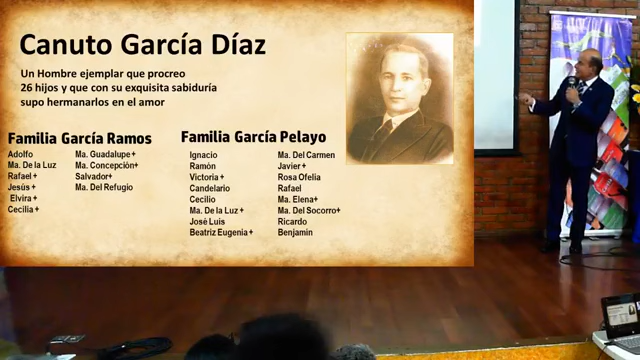 Canuto García Díaz
Un Hombre ejemplar que procreo
26 hijos y que con su exquisita sabiduría
supo hermanarlos en el amor
Familia García Ramos
Adolfo
Ma. De la Luz
Rafael +
Jesús +
Elvira +
Cecilia +
Ma. Guadalupe+
Ma. Concepción+
Salvador+
Ma. Del Refugio
Familia García Pelayo
Ignacio
Ramón
Victoria +
Candelario
Cecilio
Ma. De la Luz +
José Luis
Beatriz Eugenia+
Ma. Del Carmen
Javier +
Rosa Ofelia
Rafael
Ma. Elena+
Ma. Del Socorro+
Ricardo
Benjamín